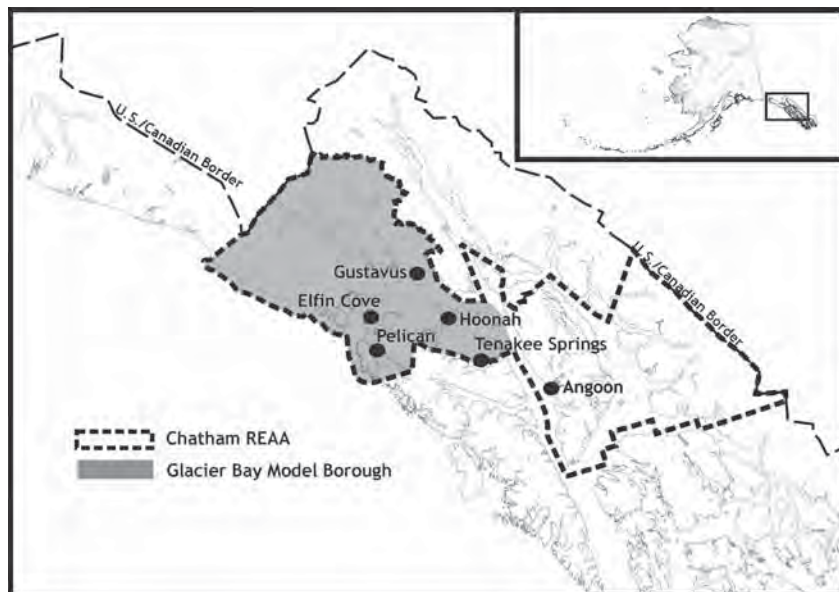 U.S./Canadian Border
U.S./Canadian Border
Gustavus
Elfin Cove
Hoonah
Pelican
Tenakee Springs
Angoon
Chatham REAA
Glacier Bay Model Borough